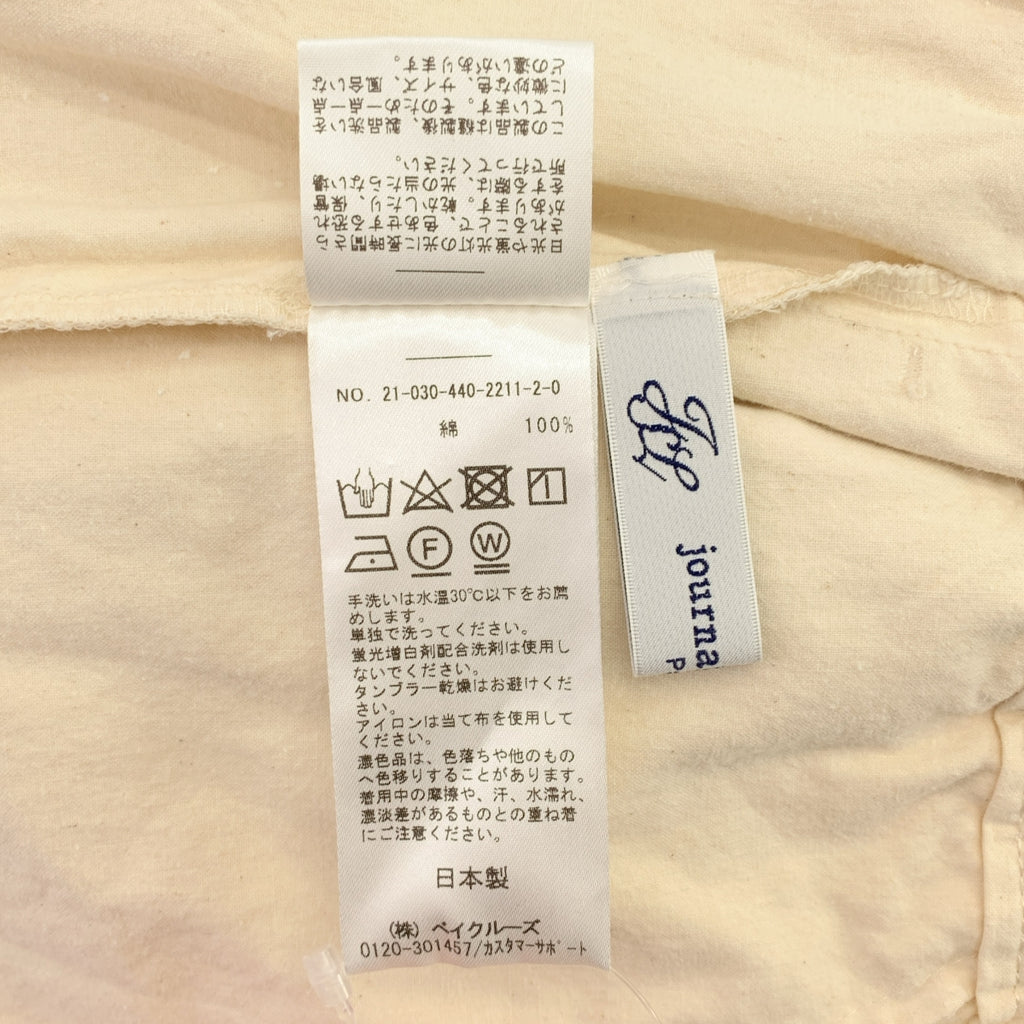 NO. 21-030-440-2211-2-0
綿 100%
F W
手洗いは水温30℃以下をお薦
めします。
単独で洗ってください。
蛍光増白剤配合洗剤は使用し
ないでください。
タンブラー乾燥はお避けくだ
さい。
アイロンは当て布を使用して
ください。
濃色品は、色落ちや他のもの
へ色移りすることがあります。
着用中の摩擦や、汗、水濡れ、
濃淡差があるものとの重ね着
にご注意ください。
日本製
(株) ベイクルーズ
0120-301457/カスタマーサポート
日光や蛍光灯の光に長時間さら
されることで、色あせする恐れ
があります。乾かしたり、保管
をする際は、光の当たらない場
所で行ってください。
この製品は縫製後、製品洗いを
しています。そのため一点一点
に微妙な色、サイズ、風合いな
どの違いがあります。
journa